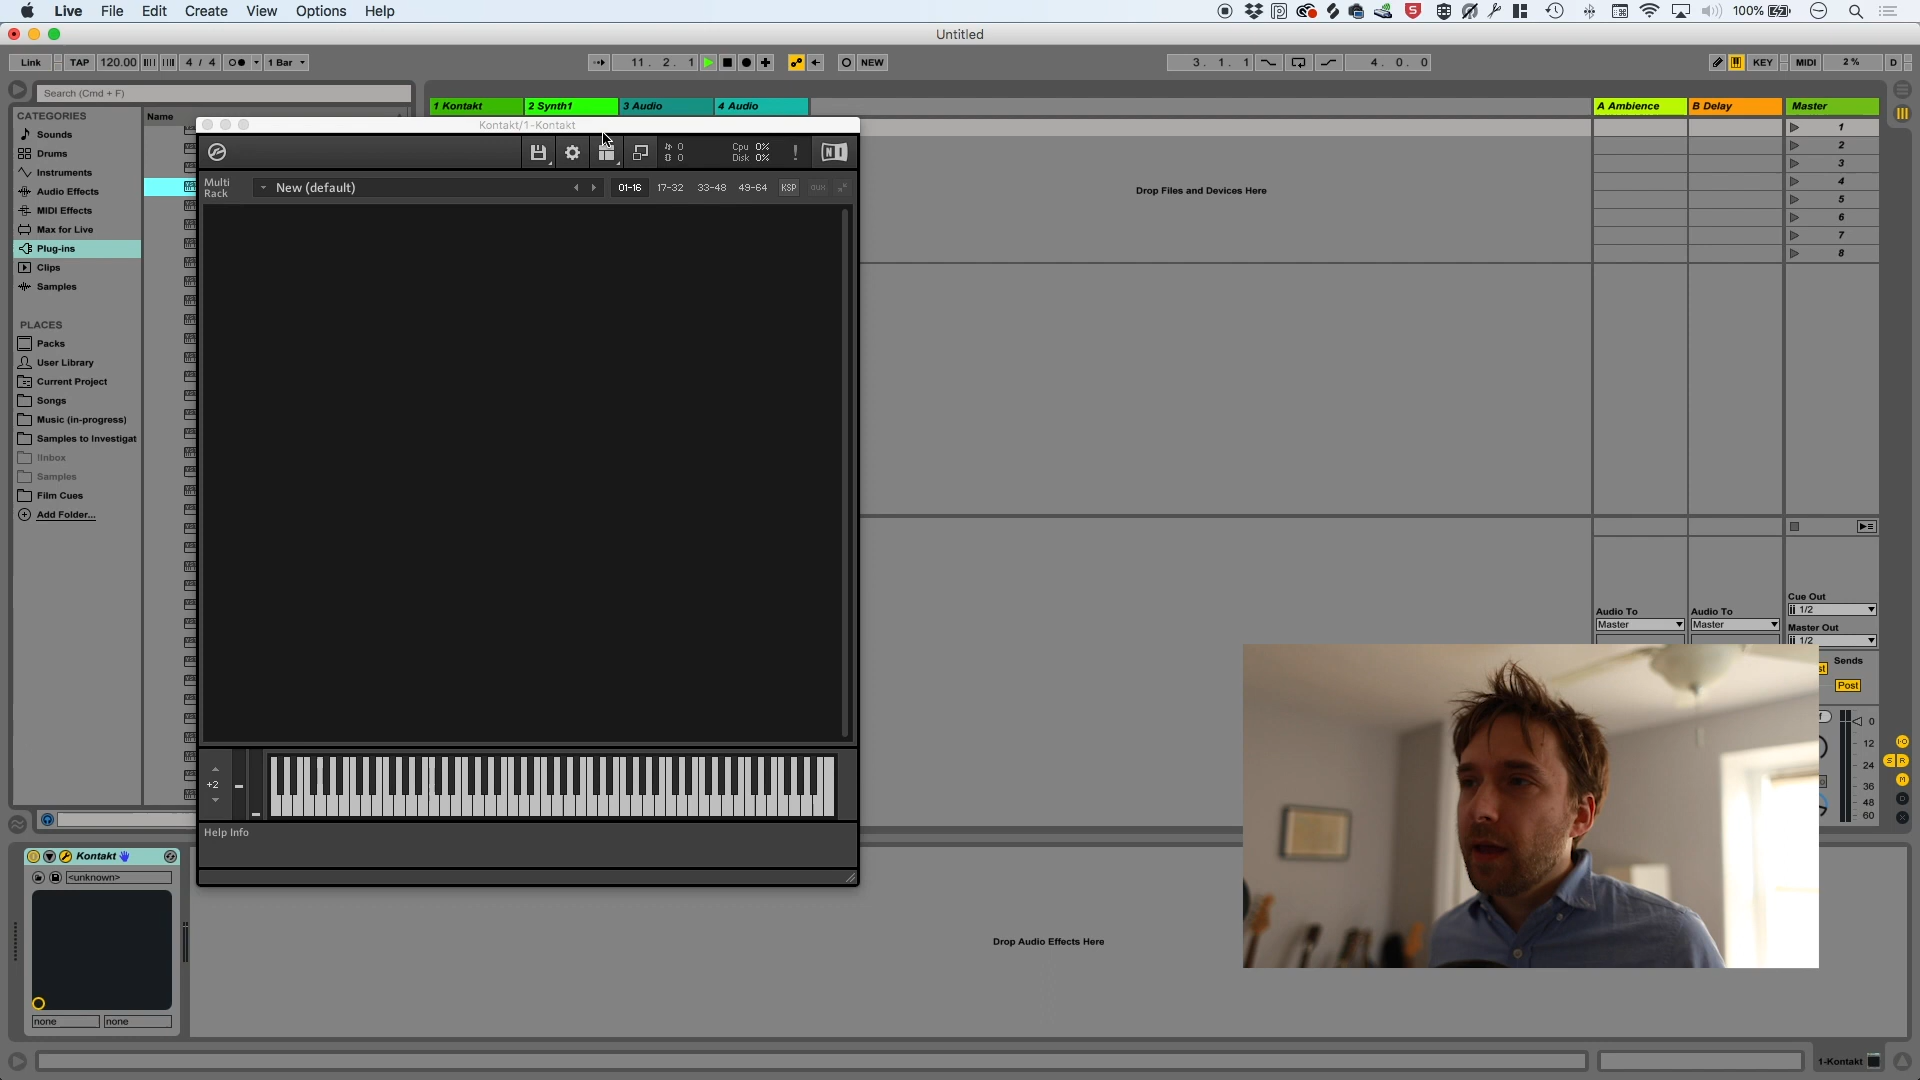 Live File Edit Create View Options Help
100%
Untitled
Link TAP 120.00 4 / 4 1 Bar 11. 2. 1 NEW 3. 1. 1 4. 0. 0 KEY MIDI 2 % D
Search (Cmd + F)
CATEGORIES
Sounds
Drums
Instruments
Audio Effects
MIDI Effects
Max for Live
Plug-ins
Clips
Samples
PLACES
Packs
User Library
Current Project
Songs
Music (in-progress)
Samples to Investigat
!Inbox
Samples
Film Cues
Add Folder...
Name
1 Kontakt 2 Synth1 3 Audio 4 Audio A Ambience B Delay Master
Kontakt/1-Kontakt
0
0
Cpu 0%
Disk 0%
! NI
Multi
Rack
New (default) 01-16 17-32 33-48 49-64 KSP AUX
+2
Help Info
Drop Files and Devices Here
1
2
3
4
5
6
7
8
Audio To
Master
Audio To
Master
Cue Out
1/2
Master Out
1/2
Sends
Post
0
12
24
36
48
60
I·O
S R
M
D
X
Kontakt
<unknown>
none none
Drop Audio Effects Here
1-Kontakt